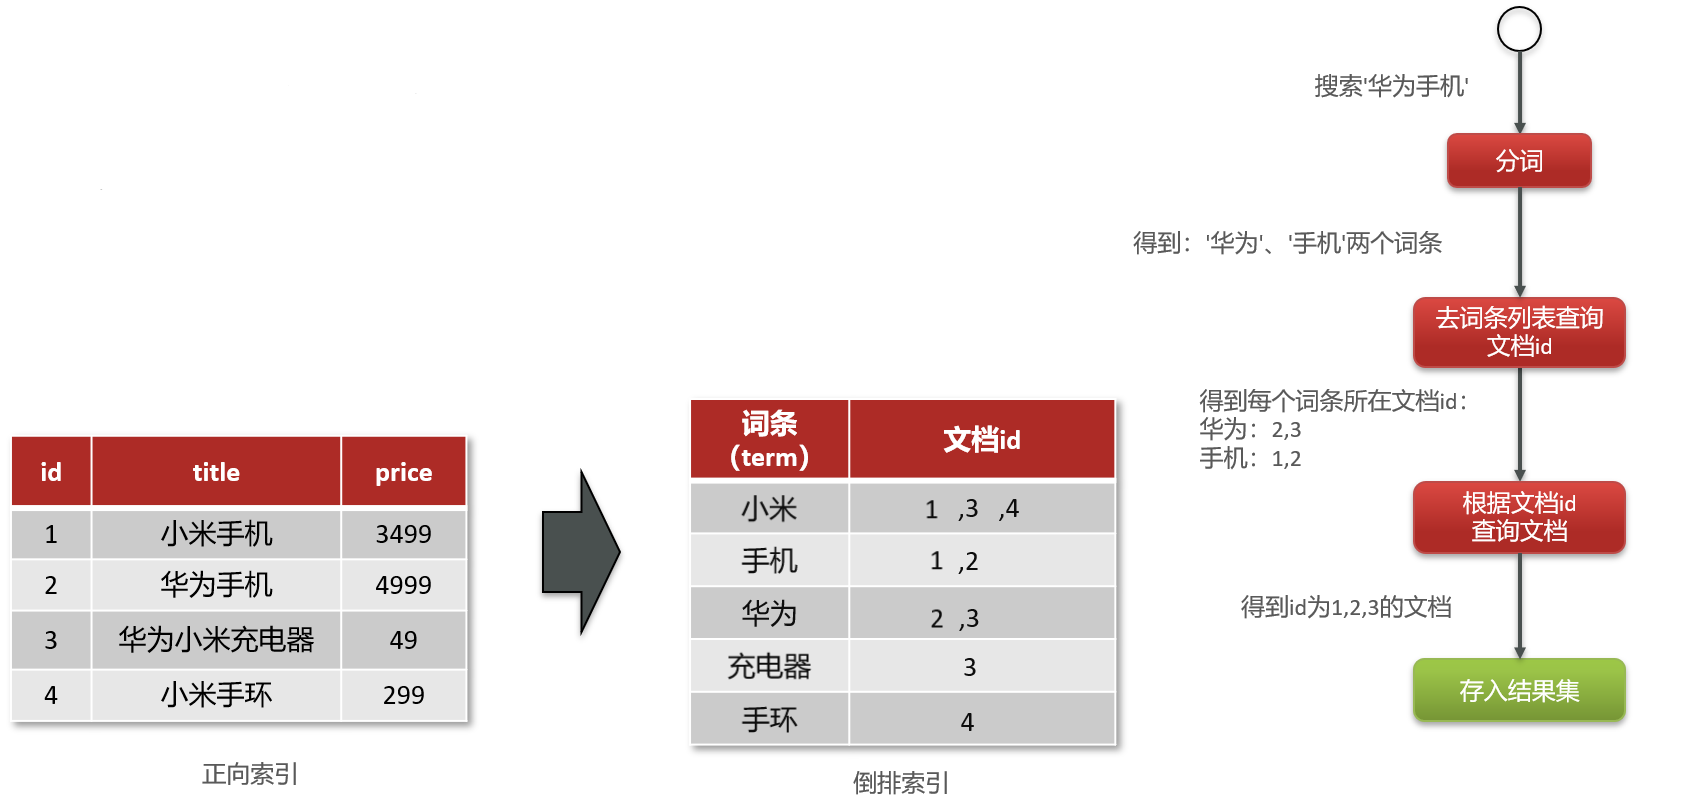 id title price
1 小米手机 3499
2 华为手机 4999
3 华为小米充电器 49
4 小米手环 299
正向索引
词条
（term） 文档id
小米 1 ,3 ,4
手机 1 ,2
华为 2 ,3
充电器 3
手环 4
倒排索引
搜索'华为手机'
分词
得到：'华为'、'手机'两个词条
去词条列表查询
文档id
得到每个词条所在文档id：
华为：2,3
手机：1,2
根据文档id
查询文档
得到id为1,2,3的文档
存入结果集